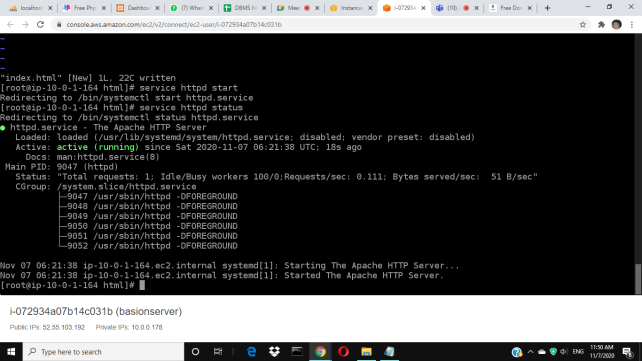 localhost
Free Php
Dashboard
(7) What
DBMS M
Meet
Instance
i-07293
(10)
Free Do
console.aws.amazon.com/ec2/v2/connect/ec2-user/i-072934a07b14c031b
~
~
~
~
"index.html" [New] 1L, 22C written
[root@ip-10-0-1-164 html]# service httpd start
Redirecting to /bin/systemctl start httpd.service
[root@ip-10-0-1-164 html]# service httpd status
Redirecting to /bin/systemctl status httpd.service
● httpd.service - The Apache HTTP Server
Loaded: loaded (/usr/lib/systemd/system/httpd.service; disabled; vendor preset: disabled)
Active: active (running) since Sat 2020-11-07 06:21:38 UTC; 18s ago
Docs: man:httpd.service(8)
Main PID: 9047 (httpd)
Status: "Total requests: 1; Idle/Busy workers 100/0;Requests/sec: 0.111; Bytes served/sec:  51 B/sec"
CGroup: /system.slice/httpd.service
├─9047 /usr/sbin/httpd -DFOREGROUND
├─9048 /usr/sbin/httpd -DFOREGROUND
├─9049 /usr/sbin/httpd -DFOREGROUND
├─9050 /usr/sbin/httpd -DFOREGROUND
├─9051 /usr/sbin/httpd -DFOREGROUND
└─9052 /usr/sbin/httpd -DFOREGROUND
Nov 07 06:21:38 ip-10-0-1-164.ec2.internal systemd[1]: Starting The Apache HTTP Server...
Nov 07 06:21:38 ip-10-0-1-164.ec2.internal systemd[1]: Started The Apache HTTP Server.
[root@ip-10-0-1-164 html]#
i-072934a07b14c031b (basionserver)
Public IPs: 52.55.103.192 Private IPs: 10.0.0.178
Type here to search
ENG
11:50 AM
11/7/2020